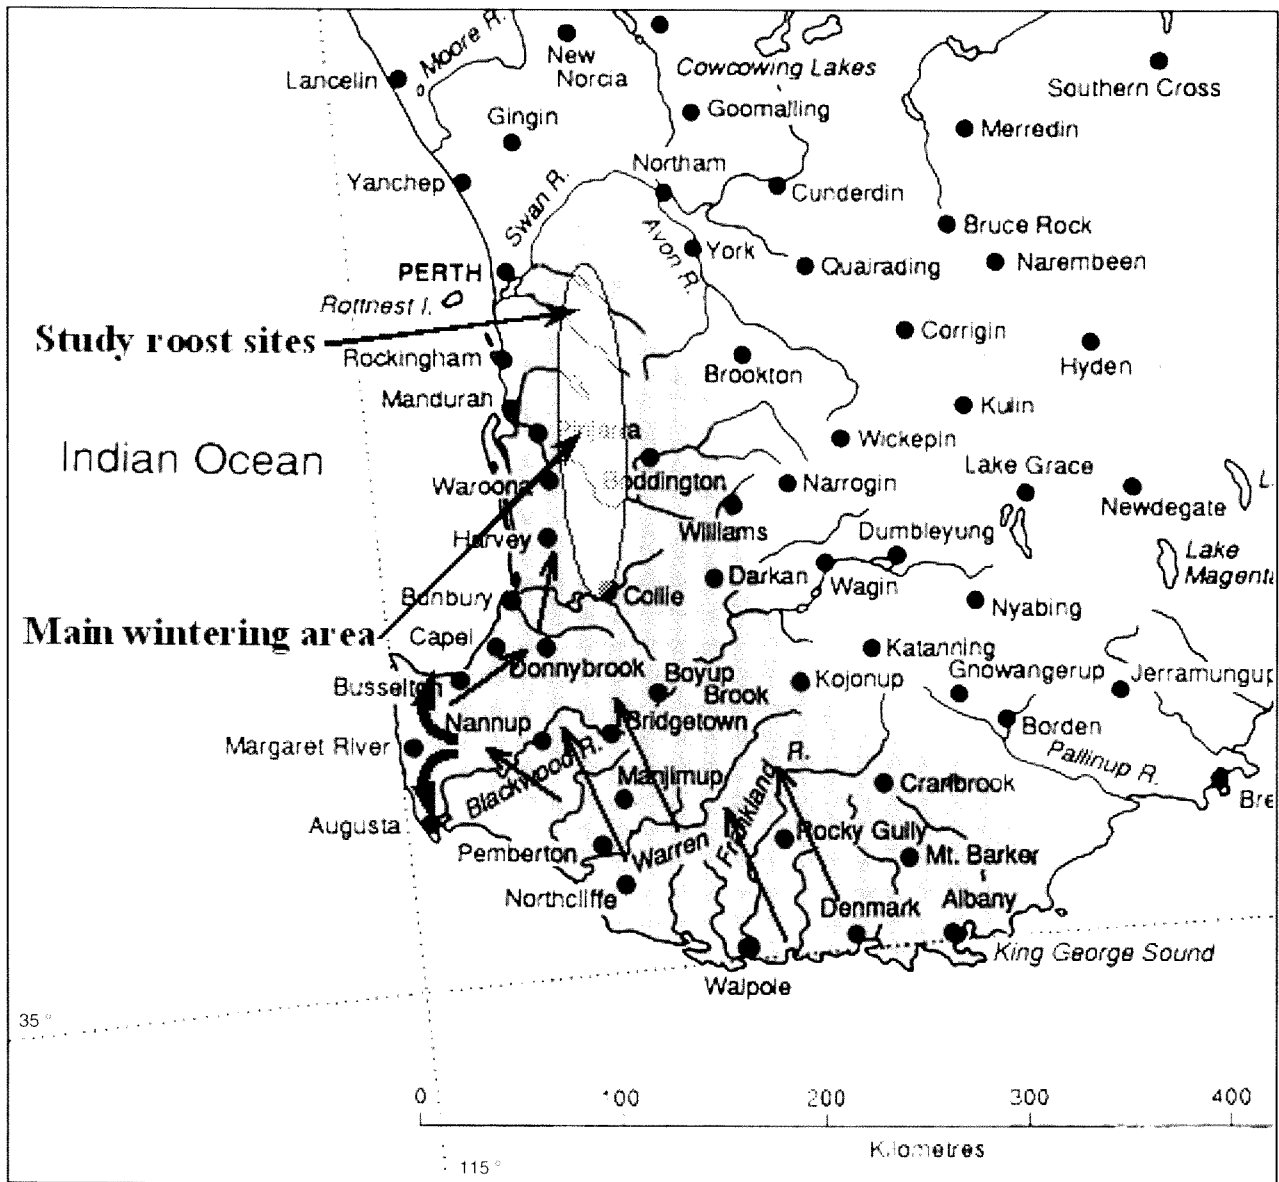 Moore R.
New
Norcia
Lancelin
Cowcowing Lakes
Southern Cross
Gingin
Goomalling
Merredin
Northam
Yanchep
Swan R.
Cunderdin
Avon R.
York
Bruce Rock
PERTH
Quairading
Narembeen
Rottnest I.
Study roost sites
Corrigin
Rockingham
Hyden
Brookton
Mandurah
Kulin
Pinjarra
Wickepin
Indian Ocean
Lake Grace
Waroona
Boddington
Narrogin
Newdegate
L.
Harvey
Williams
Dumbleyung
Lake
Magenta
Darkan
Wagin
Bunbury
Collie
Nyabing
Main wintering area
Capel
Donnybrook
Katanning
Boyup
Brook
Kojonup
Gnowangerup
Jerramungup
Busselton
Nannup
Bridgetown
Borden
Margaret River
Blackwood R.
R.
Pallinup R.
Manjimup
Frankland
Cranbrook
Bre
Augusta
Rocky Gully
Pemberton
Warren
Mt. Barker
Northcliffe
Denmark
Albany
King George Sound
Walpole
35°
0
100
200
300
400
Kilometres
115°